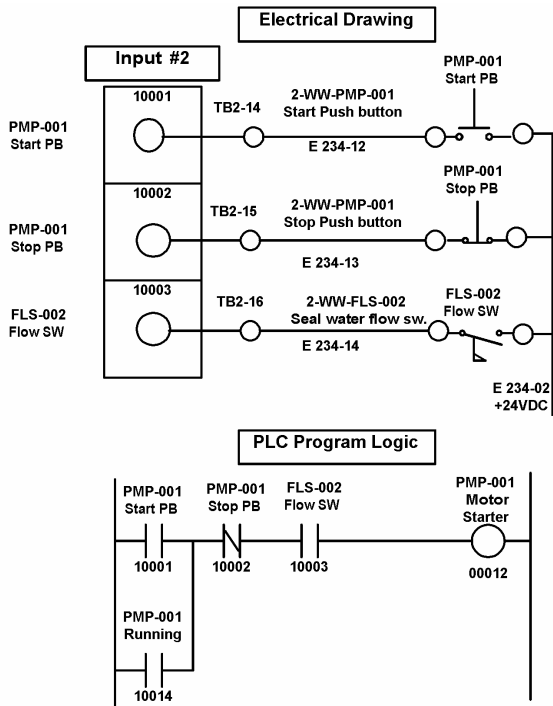 Electrical Drawing
Input #2
PMP-001
Start PB
10001
TB2-14
2-WW-PMP-001
Start Push button
E 234-12
PMP-001
Start PB
PMP-001
Stop PB
10002
TB2-15
2-WW-PMP-001
Stop Push button
E 234-13
PMP-001
Stop PB
FLS-002
Flow SW
10003
TB2-16
2-WW-FLS-002
Seal water flow sw.
E 234-14
FLS-002
Flow SW
E 234-02
+24VDC
PLC Program Logic
PMP-001
Start PB
10001
PMP-001
Stop PB
10002
FLS-002
Flow SW
10003
PMP-001
Motor
Starter
00012
PMP-001
Running
10014